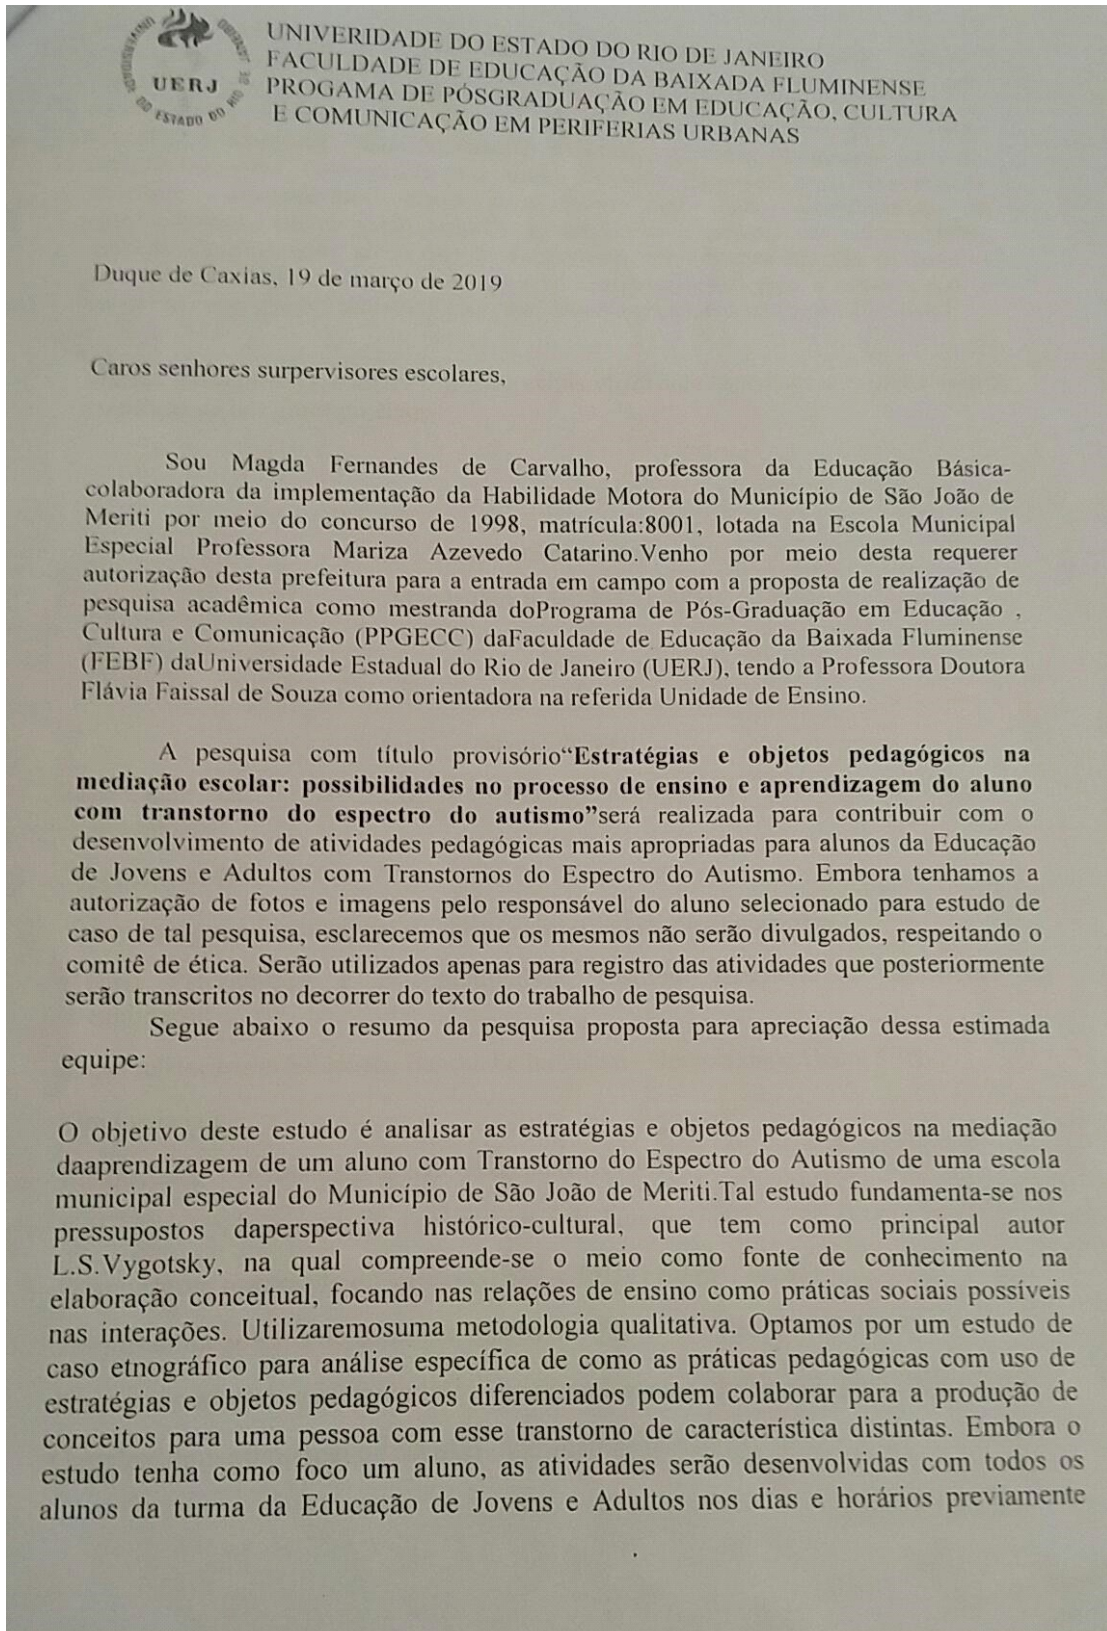 UERJ
ESTADO DO RIO
UNIVERIDADE DO ESTADO DO RIO DE JANEIRO
FACULDADE DE EDUCAÇÃO DA BAIXADA FLUMINENSE
PROGAMA DE PÓSGRADUAÇÃO EM EDUCAÇÃO, CULTURA
E COMUNICAÇÃO EM PERIFERIAS URBANAS
Duque de Caxias, 19 de março de 2019
Caros senhores surpervisores escolares,
Sou Magda Fernandes de Carvalho, professora da Educação Básica-
colaboradora da implementação da Habilidade Motora do Município de São João de
Meriti por meio do concurso de 1998, matrícula:8001, lotada na Escola Municipal
Especial Professora Mariza Azevedo Catarino.Venho por meio desta requerer
autorização desta prefeitura para a entrada em campo com a proposta de realização de
pesquisa acadêmica como mestranda doPrograma de Pós-Graduação em Educação ,
Cultura e Comunicação (PPGECC) daFaculdade de Educação da Baixada Fluminense
(FEBF) daUniversidade Estadual do Rio de Janeiro (UERJ), tendo a Professora Doutora
Flávia Faissal de Souza como orientadora na referida Unidade de Ensino.
A pesquisa com título provisório“Estratégias e objetos pedagógicos na
mediação escolar: possibilidades no processo de ensino e aprendizagem do aluno
com transtorno do espectro do autismo”será realizada para contribuir com o
desenvolvimento de atividades pedagógicas mais apropriadas para alunos da Educação
de Jovens e Adultos com Transtornos do Espectro do Autismo. Embora tenhamos a
autorização de fotos e imagens pelo responsável do aluno selecionado para estudo de
caso de tal pesquisa, esclarecemos que os mesmos não serão divulgados, respeitando o
comitê de ética. Serão utilizados apenas para registro das atividades que posteriormente
serão transcritos no decorrer do texto do trabalho de pesquisa.
Segue abaixo o resumo da pesquisa proposta para apreciação dessa estimada
equipe:
O objetivo deste estudo é analisar as estratégias e objetos pedagógicos na mediação
daaprendizagem de um aluno com Transtorno do Espectro do Autismo de uma escola
municipal especial do Município de São João de Meriti.Tal estudo fundamenta-se nos
pressupostos daperspectiva histórico-cultural, que tem como principal autor
L.S.Vygotsky, na qual compreende-se o meio como fonte de conhecimento na
elaboração conceitual, focando nas relações de ensino como práticas sociais possíveis
nas interações. Utilizaremosuma metodologia qualitativa. Optamos por um estudo de
caso etnográfico para análise específica de como as práticas pedagógicas com uso de
estratégias e objetos pedagógicos diferenciados podem colaborar para a produção de
conceitos para uma pessoa com esse transtorno de característica distintas. Embora o
estudo tenha como foco um aluno, as atividades serão desenvolvidas com todos os
alunos da turma da Educação de Jovens e Adultos nos dias e horários previamente